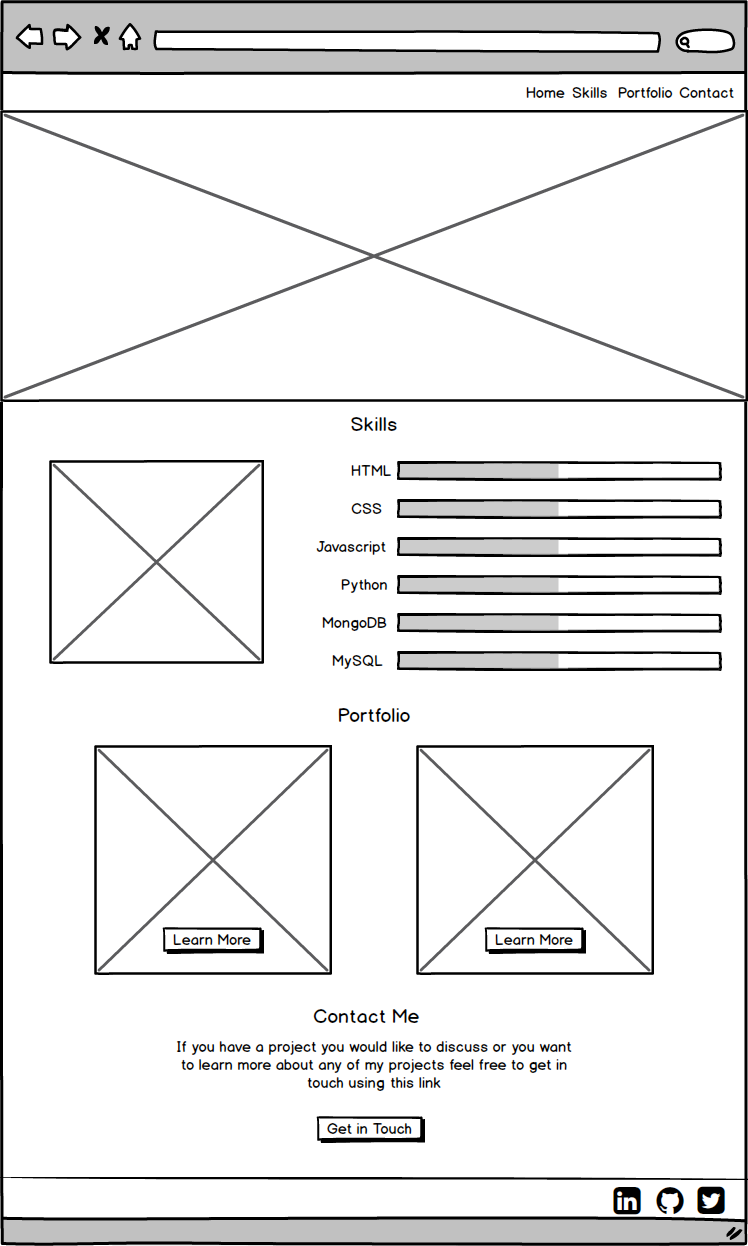 Home Skills Portfolio Contact
Skills
HTML
CSS
Javascript
Python
MongoDB
MySQL
Portfolio
Learn More
Learn More
Contact Me
If you have a project you would like to discuss or you want
to learn more about any of my projects feel free to get in
touch using this link
Get in Touch
in